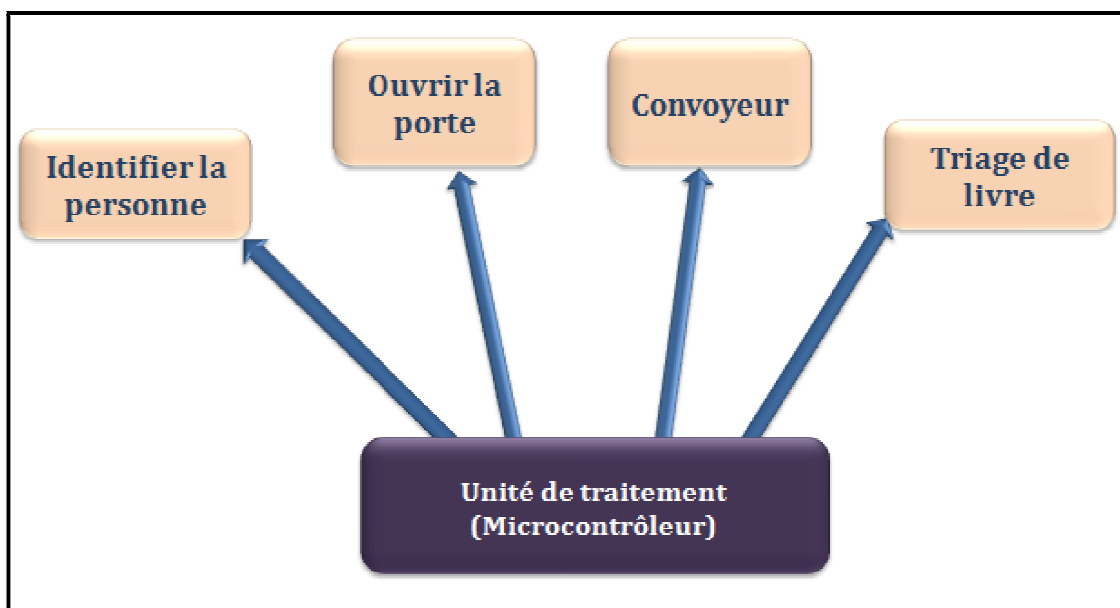 Identifier la
personne
Ouvrir la
porte
Convoyeur
Triage de
livre
Unité de traitement
(Microcontrôleur)